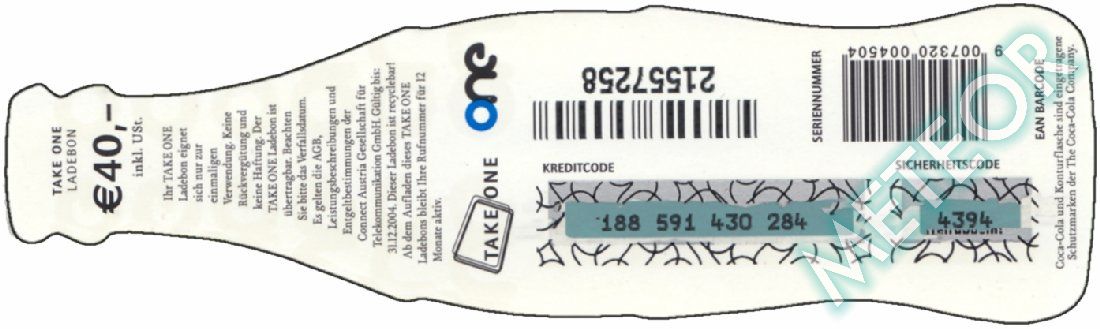 TAKE ONE
LADEBON
€40,–
inkl. USt.
Ihr TAKE ONE
Ladebon eignet
sich nur zur
einmaligen
Verwendung. Keine
Rückvergütung und
keine Haftung. Der
TAKE ONE Ladebon ist
übertragbar. Beachten
Sie bitte das Verfallsdatum.
Es gelten die AGB,
Leistungsbeschreibungen und
Entgeltbestimmungen der
Connect Austria Gesellschaft für
Telekommunikation GmbH. Gültig bis:
31.12.2004. Dieser Ladebon ist recyclebar!
Ab dem Aufladen dieses TAKE ONE
Ladebons bleibt Ihre Rufnummer für 12
Monate aktiv.
one
TAKE ONE
21557258
SERIENNUMMER
9 007320 004504
EAN BARCODE
KREDITCODE
188 591 430 284
SICHERHEITSCODE
4394
Coca-Cola und Konturflasche sind eingetragene
Schutzmarken der The Coca-Cola Company.
METEOP